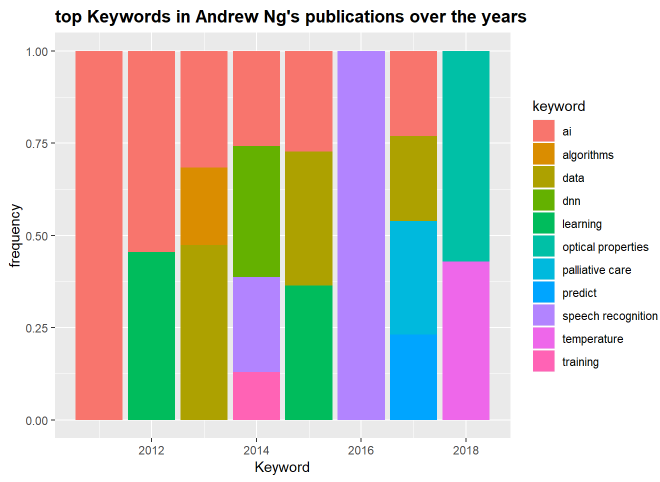 top Keywords in Andrew Ng's publications over the years
1.00
0.75
0.50
0.25
0.00
frequency
2012
2014
2016
2018
Keyword
keyword
ai
algorithms
data
dnn
learning
optical properties
palliative care
predict
speech recognition
temperature
training